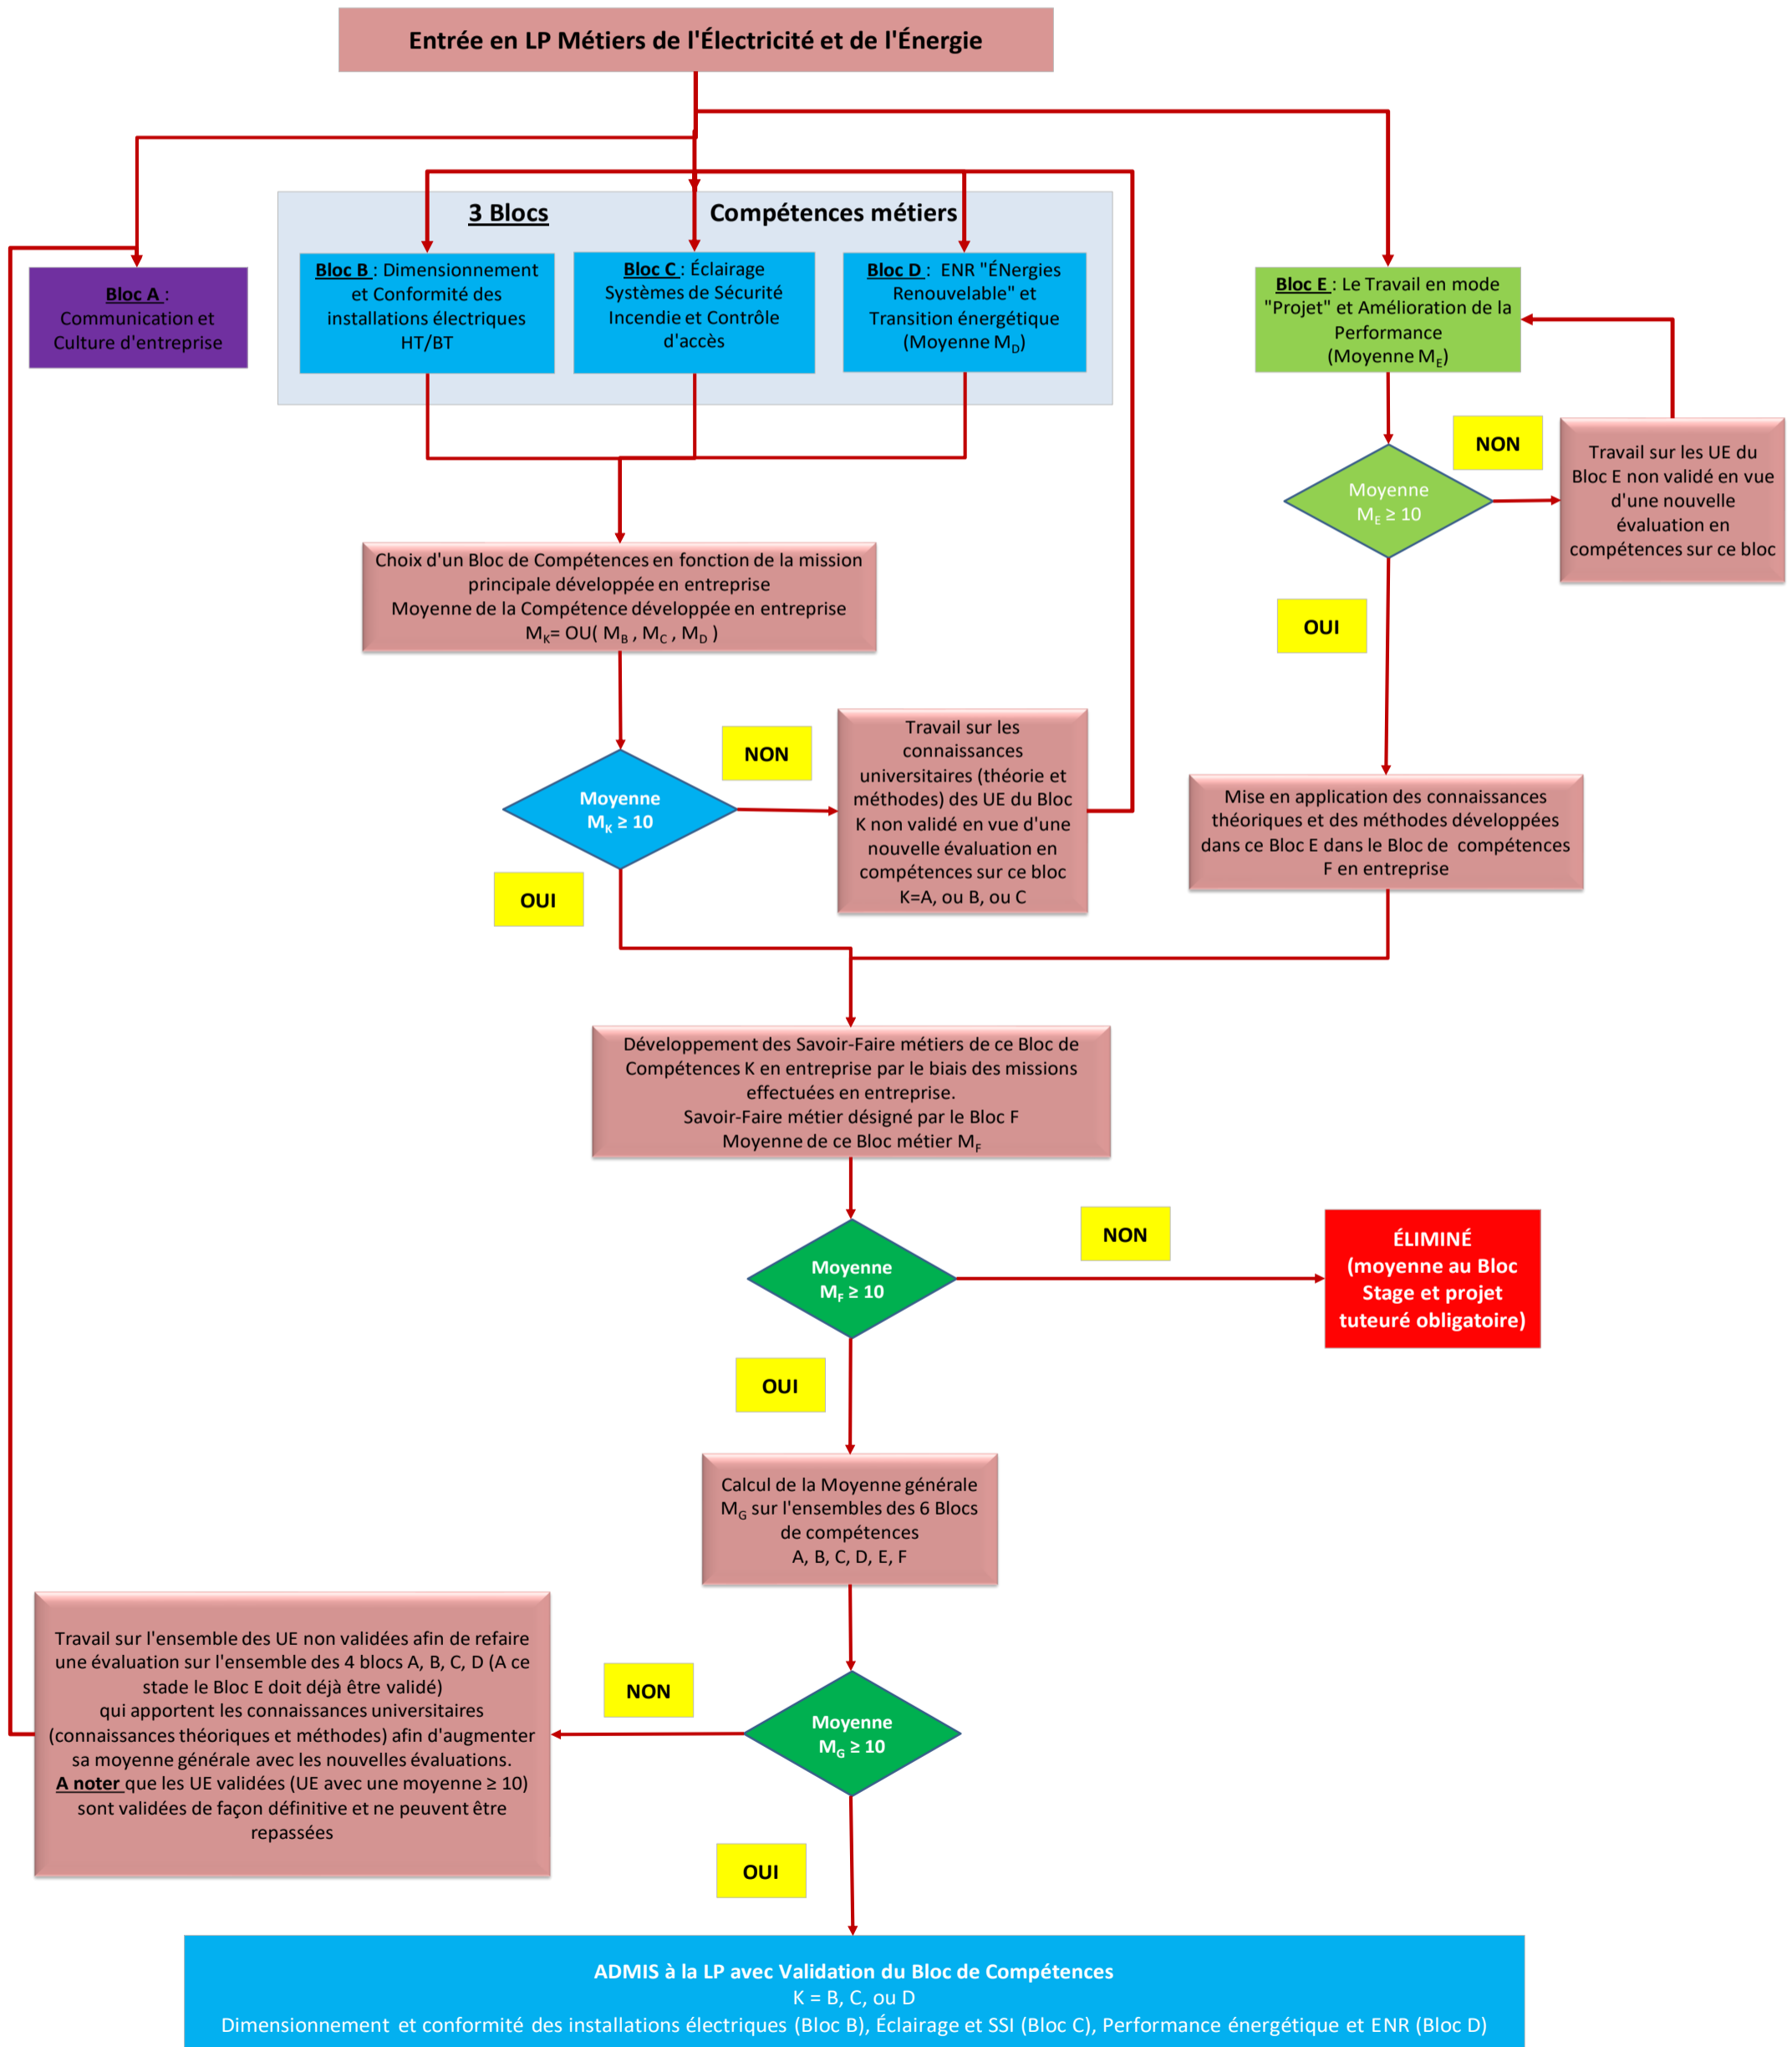 Entrée en LP Métiers de l'Électricité et de l'Énergie
3 Blocs
Compétences métiers
Bloc A :
Communication et
Culture d'entreprise
Bloc B : Dimensionnement
et Conformité des
installations électriques
HT/BT
Bloc C : Éclairage
Systèmes de Sécurité
Incendie et Contrôle
d'accès
Bloc D :  ENR "ÉNergies
Renouvelable" et
Transition énergétique
(Moyenne MD)
Bloc E : Le Travail en mode
"Projet" et Amélioration de la
Performance
(Moyenne ME)
NON
Moyenne
ME ≥ 10
Travail sur les UE du
Bloc E non validé en vue
d'une nouvelle
évaluation en
compétences sur ce bloc
OUI
Choix d'un Bloc de Compétences en fonction de la mission
principale développée en entreprise
Moyenne de la Compétence développée en entreprise
MK= OU( MB , MC , MD )
NON
Moyenne
MK ≥ 10
Travail sur les
connaissances
universitaires (théorie et
méthodes) des UE du Bloc
K non validé en vue d'une
nouvelle évaluation en
compétences sur ce bloc
K=A, ou B, ou C
OUI
Mise en application des connaissances
théoriques et des méthodes développées
dans ce Bloc E dans le Bloc de  compétences
F en entreprise
Développement des Savoir-Faire métiers de ce Bloc de
Compétences K en entreprise par le biais des missions
effectuées en entreprise.
Savoir-Faire métier désigné par le Bloc F
Moyenne de ce Bloc métier MF
Moyenne
MF ≥ 10
NON
ÉLIMINÉ
(moyenne au Bloc
Stage et projet
tuteuré obligatoire)
OUI
Calcul de la Moyenne générale
MG sur l'ensembles des 6 Blocs
de compétences
A, B, C, D, E, F
Travail sur l'ensemble des UE non validées afin de refaire
une évaluation sur l'ensemble des 4 blocs A, B, C, D (A ce
stade le Bloc E doit déjà être validé)
qui apportent les connaissances universitaires
(connaissances théoriques et méthodes) afin d'augmenter
sa moyenne générale avec les nouvelles évaluations.
A noter que les UE validées (UE avec une moyenne ≥ 10)
sont validées de façon définitive et ne peuvent être
repassées
NON
Moyenne
MG ≥ 10
OUI
ADMIS à la LP avec Validation du Bloc de Compétences
K = B, C, ou D
Dimensionnement et conformité des installations électriques (Bloc B), Éclairage et SSI (Bloc C), Performance énergétique et ENR (Bloc D)